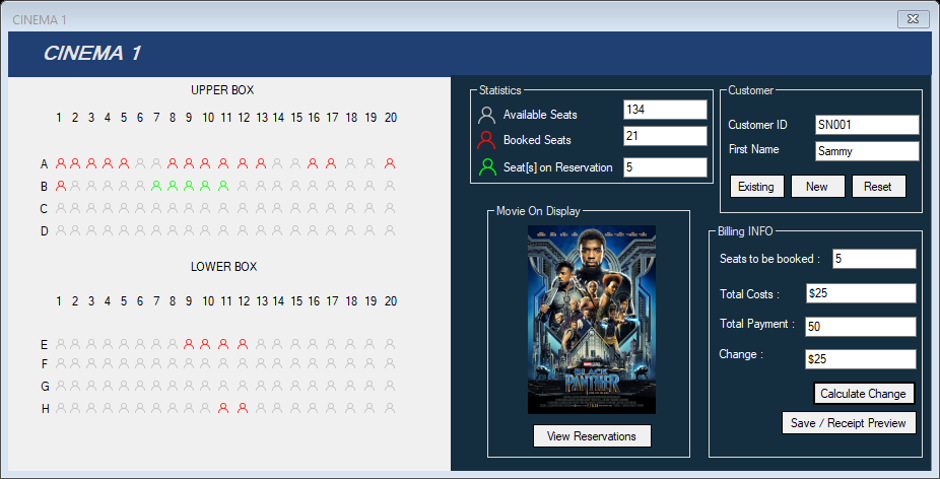 CINEMA 1
CINEMA 1
UPPER BOX
1 2 3 4 5 6 7 8 9 10 11 12 13 14 15 16 17 18 19 20
A
B
C
D
LOWER BOX
1 2 3 4 5 6 7 8 9 10 11 12 13 14 15 16 17 18 19 20
E
F
G
H
Statistics
Available Seats 134
Booked Seats 21
Seat[s] on Reservation 5
Customer
Customer ID SN001
First Name Sammy
Existing New Reset
Movie On Display
BLACK
PANTHER
View Reservations
Billing INFO
Seats to be booked : 5
Total Costs : $25
Total Payment : 50
Change : $25
Calculate Change
Save / Receipt Preview